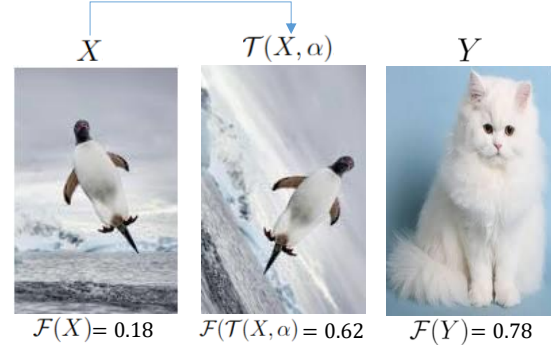 X
𝒯(X, α)
Y
ℱ(X)= 0.18
ℱ(𝒯(X, α) = 0.62
ℱ(Y) = 0.78